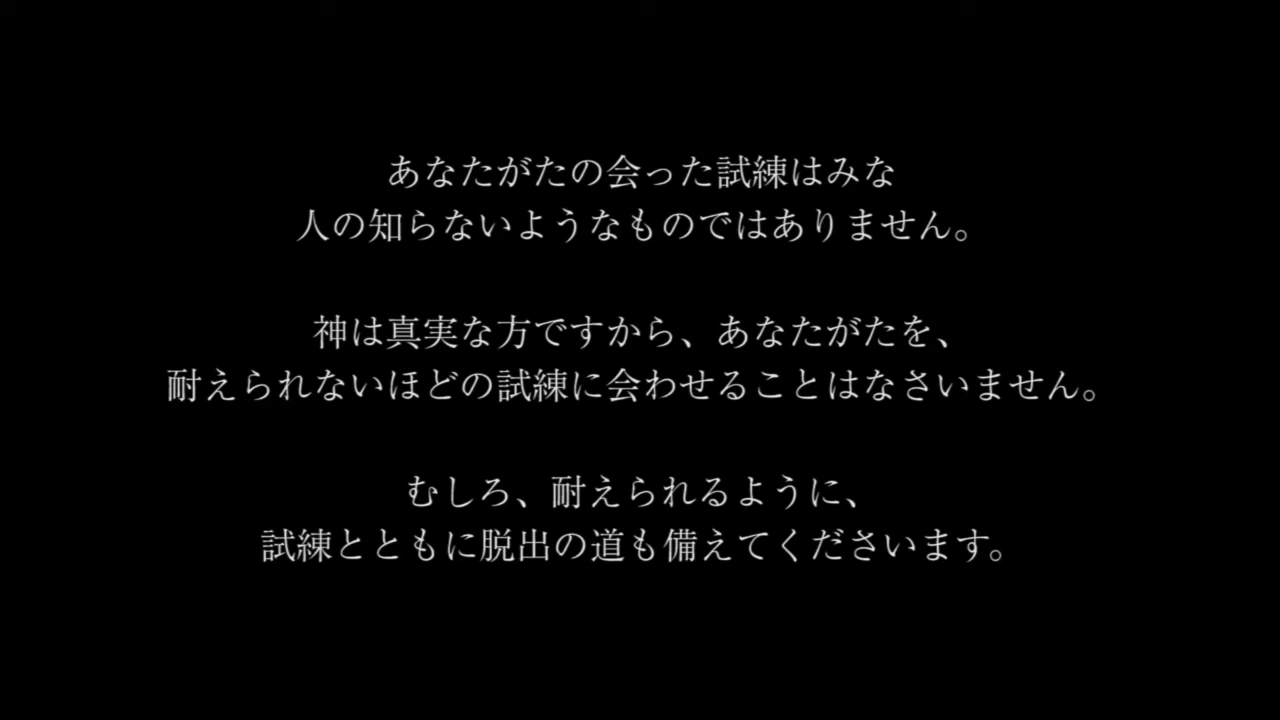 あなたがたの会った試練はみな
人の知らないようなものではありません。
神は真実な方ですから、あなたがたを、
耐えられないほどの試練に会わせることはなさいません。
むしろ、耐えられるように、
試練とともに脱出の道も備えてくださいます。